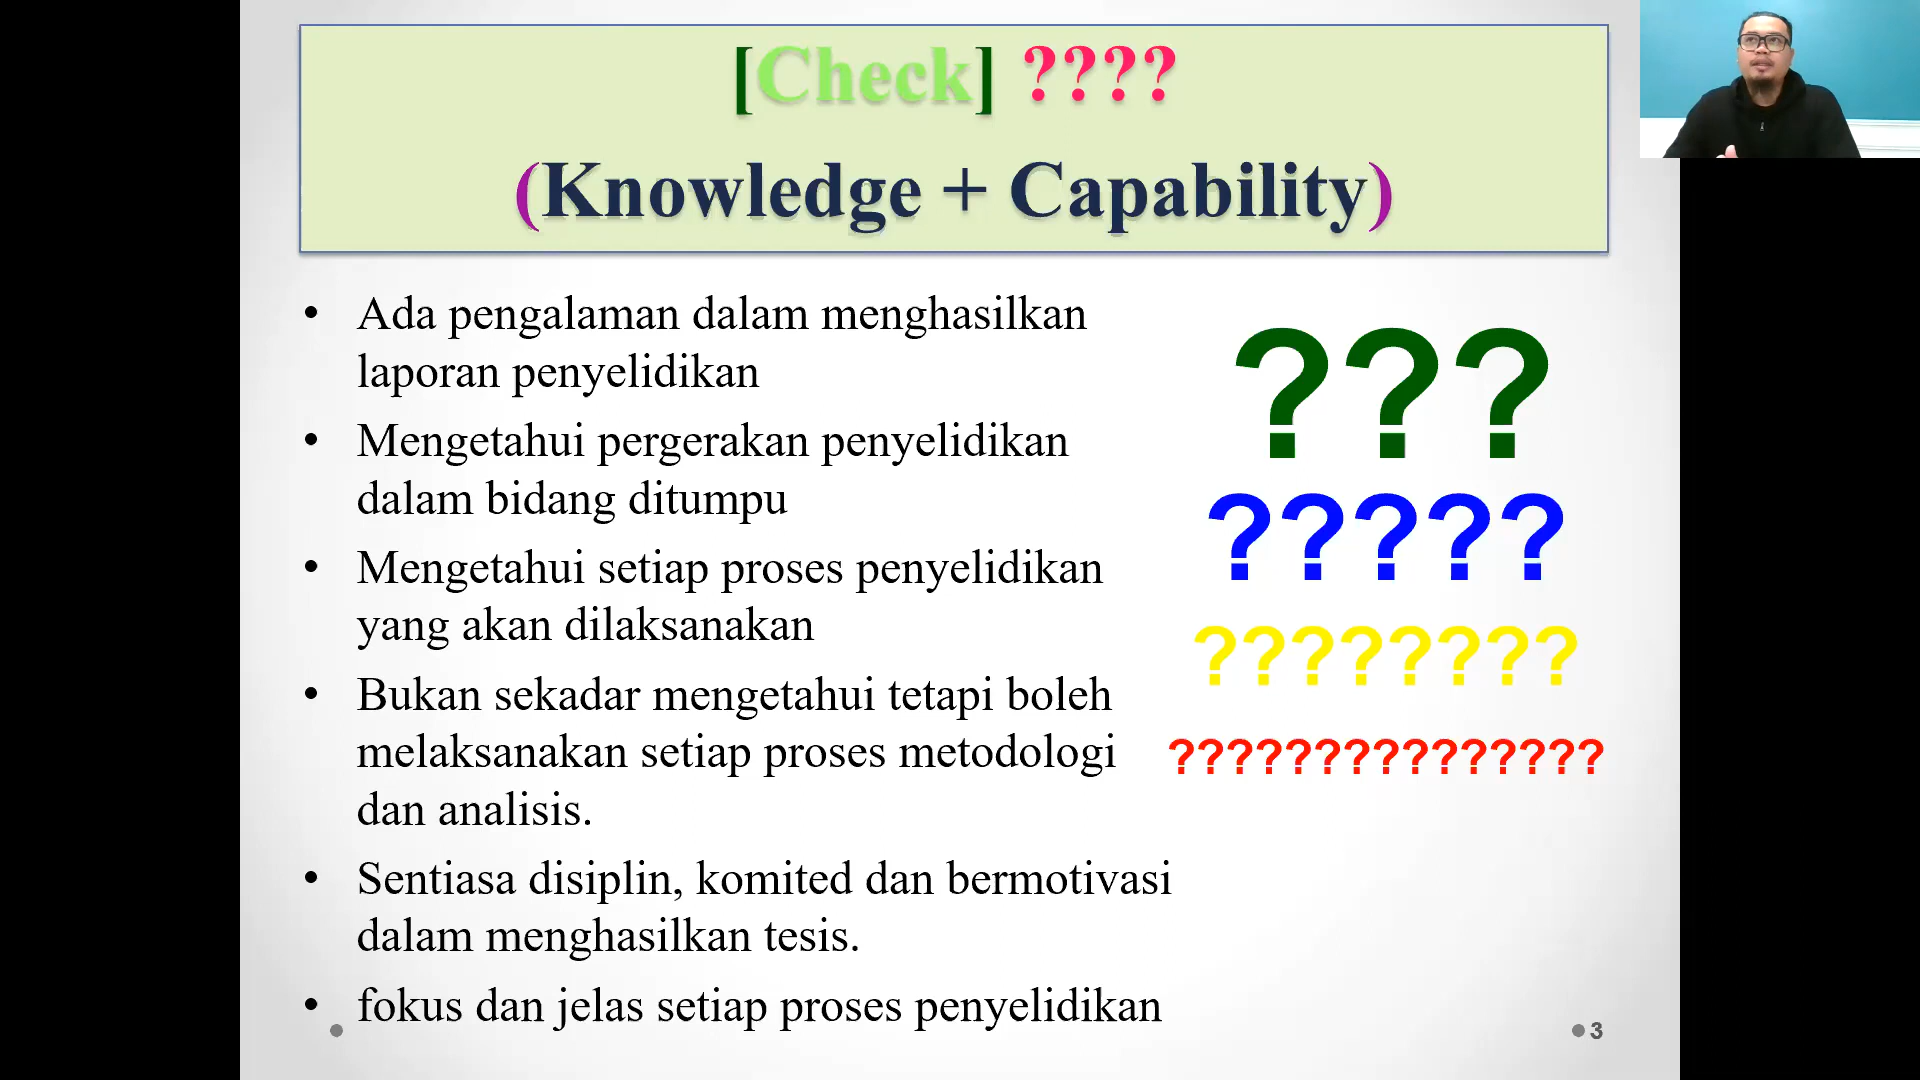 [Check] ????
(Knowledge + Capability)
• Ada pengalaman dalam menghasilkan
laporan penyelidikan
• Mengetahui pergerakan penyelidikan
dalam bidang ditumpu
• Mengetahui setiap proses penyelidikan
yang akan dilaksanakan
• Bukan sekadar mengetahui tetapi boleh
melaksanakan setiap proses metodologi
dan analisis.
• Sentiasa disiplin, komited dan bermotivasi
dalam menghasilkan tesis.
• fokus dan jelas setiap proses penyelidikan
???
?????
????????
???????????????
3